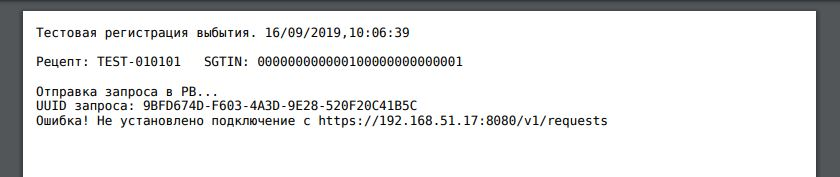 Тестовая регистрация выбытия. 16/09/2019,10:06:39
Рецепт: TEST-010101 SGTIN: 000000000000100000000000001
Отправка запроса в РВ...
UUID запроса: 9BFD674D-F603-4A3D-9E28-520F20C41B5C
Ошибка! Не установлено подключение с https://192.168.51.17:8080/v1/requests